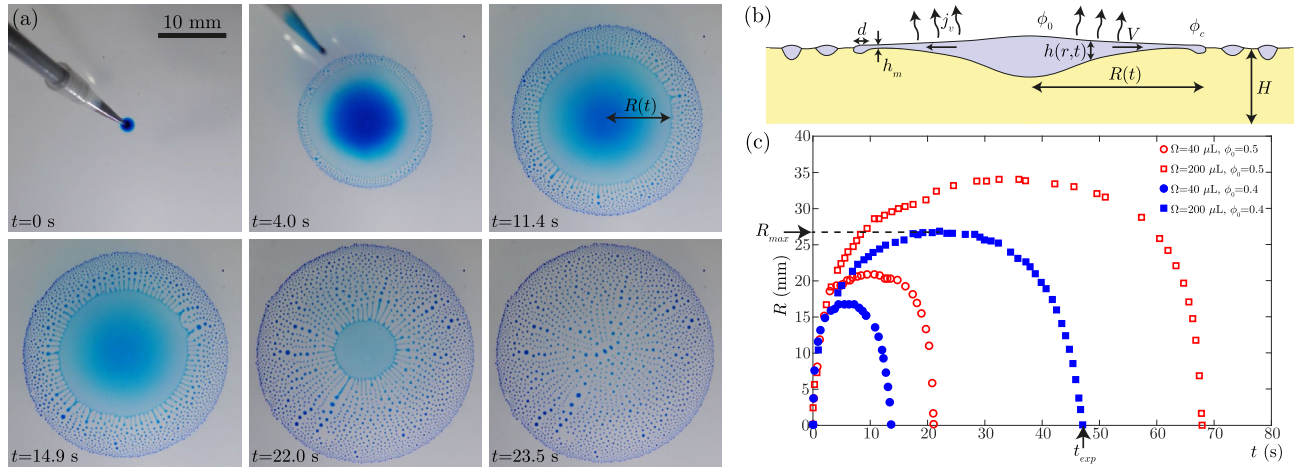 (a)
10 mm
t=0 s
t=4.0 s
R(t)
t=11.4 s
t=14.9 s
t=22.0 s
t=23.5 s
(b)
d
h_m
j_v
ϕ_0
h(r,t)
V
ϕ_c
R(t)
H
(c)
R (mm)
40
35
30
25
20
15
10
5
0
R_max
Ω=40 µL, ϕ_0=0.5
Ω=200 µL, ϕ_0=0.5
Ω=40 µL, ϕ_0=0.4
Ω=200 µL, ϕ_0=0.4
0 10 20 30 40 50 60 70 80
t_exp
t (s)